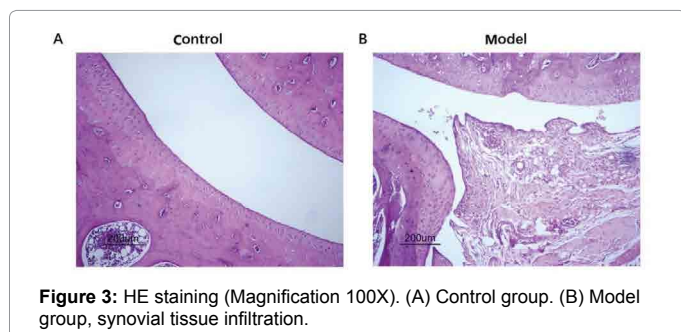 A Control B Model
200um 200um
Figure 3: HE staining (Magnification 100X). (A) Control group. (B) Model
group, synovial tissue infiltration.